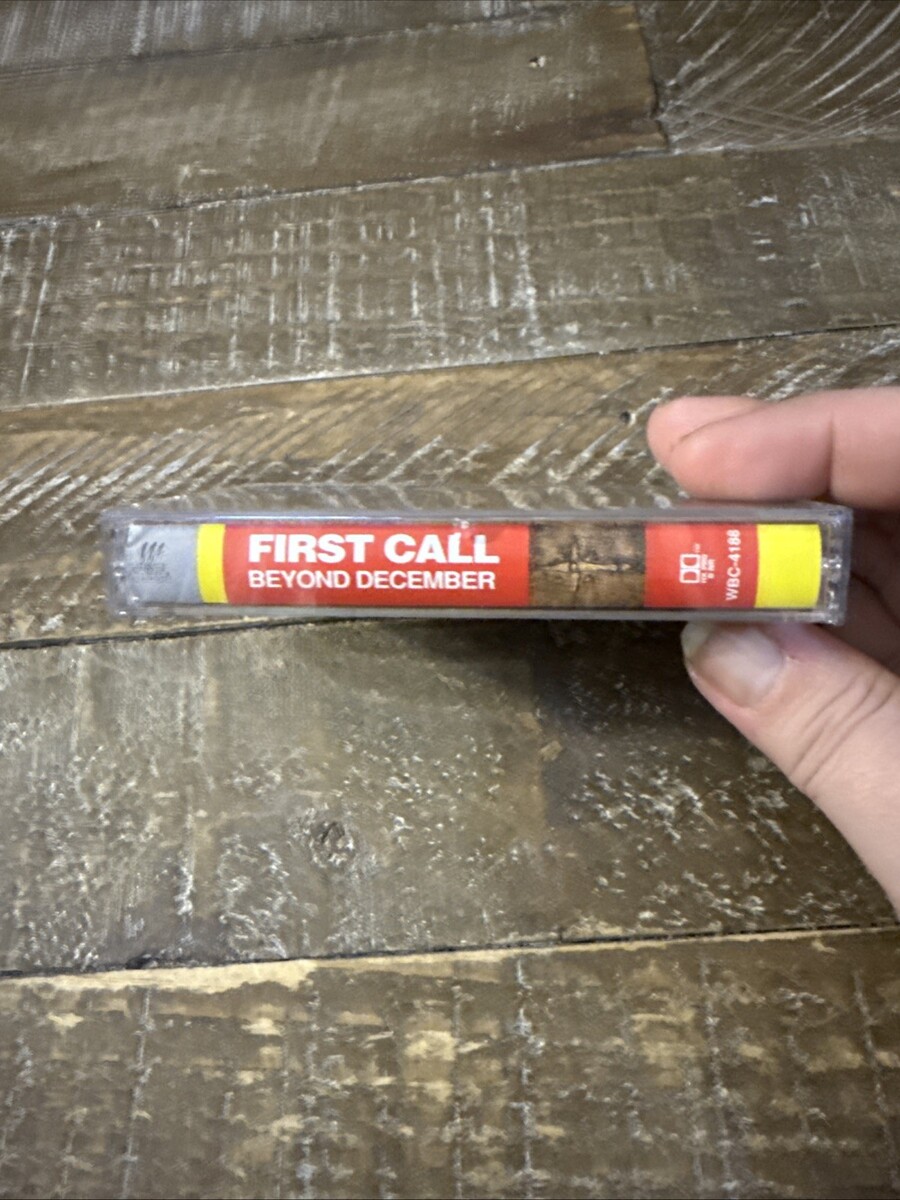 FIRST CALL
BEYOND DECEMBER
WBC-4188